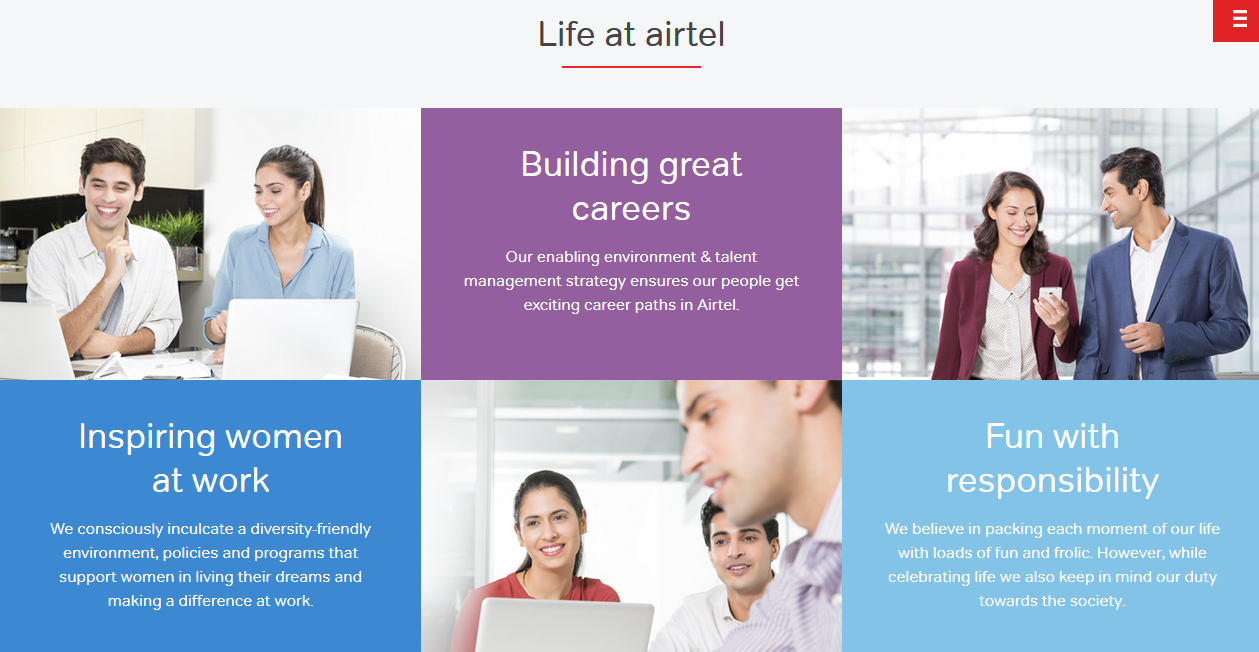 Life at airtel
Building great
careers
Our enabling environment & talent
management strategy ensures our people get
exciting career paths in Airtel.
Inspiring women
at work
We consciously inculcate a diversity-friendly
environment, policies and programs that
support women in living their dreams and
making a difference at work.
Fun with
responsibility
We believe in packing each moment of our life
with loads of fun and frolic. However, while
celebrating life we also keep in mind our duty
towards the society.